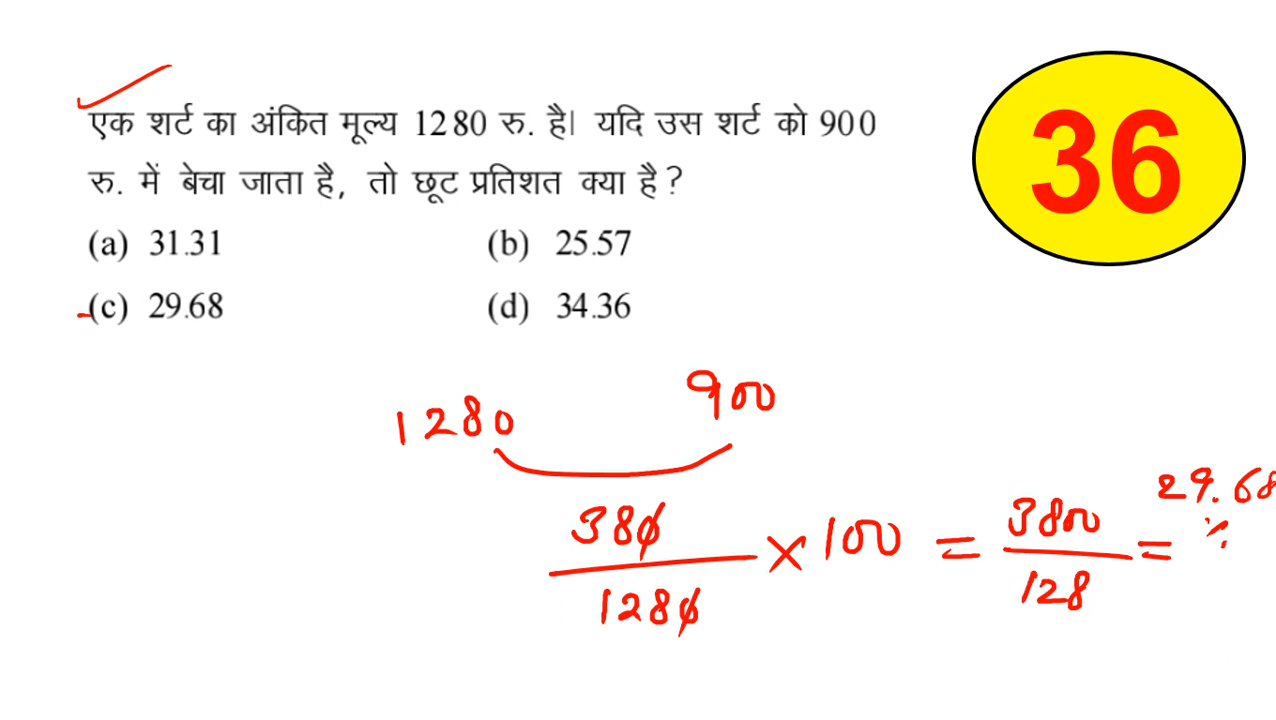 एक शर्ट का अंकित मूल्य 1280 रु. है। यदि उस शर्ट को 900
रु. में बेचा जाता है, तो छूट प्रतिशत क्या है?
(a) 31.31 (b) 25.57
(c) 29.68 (d) 34.36
36
1280 900
380/1280 × 100 = 3800/128 = 29.68 %